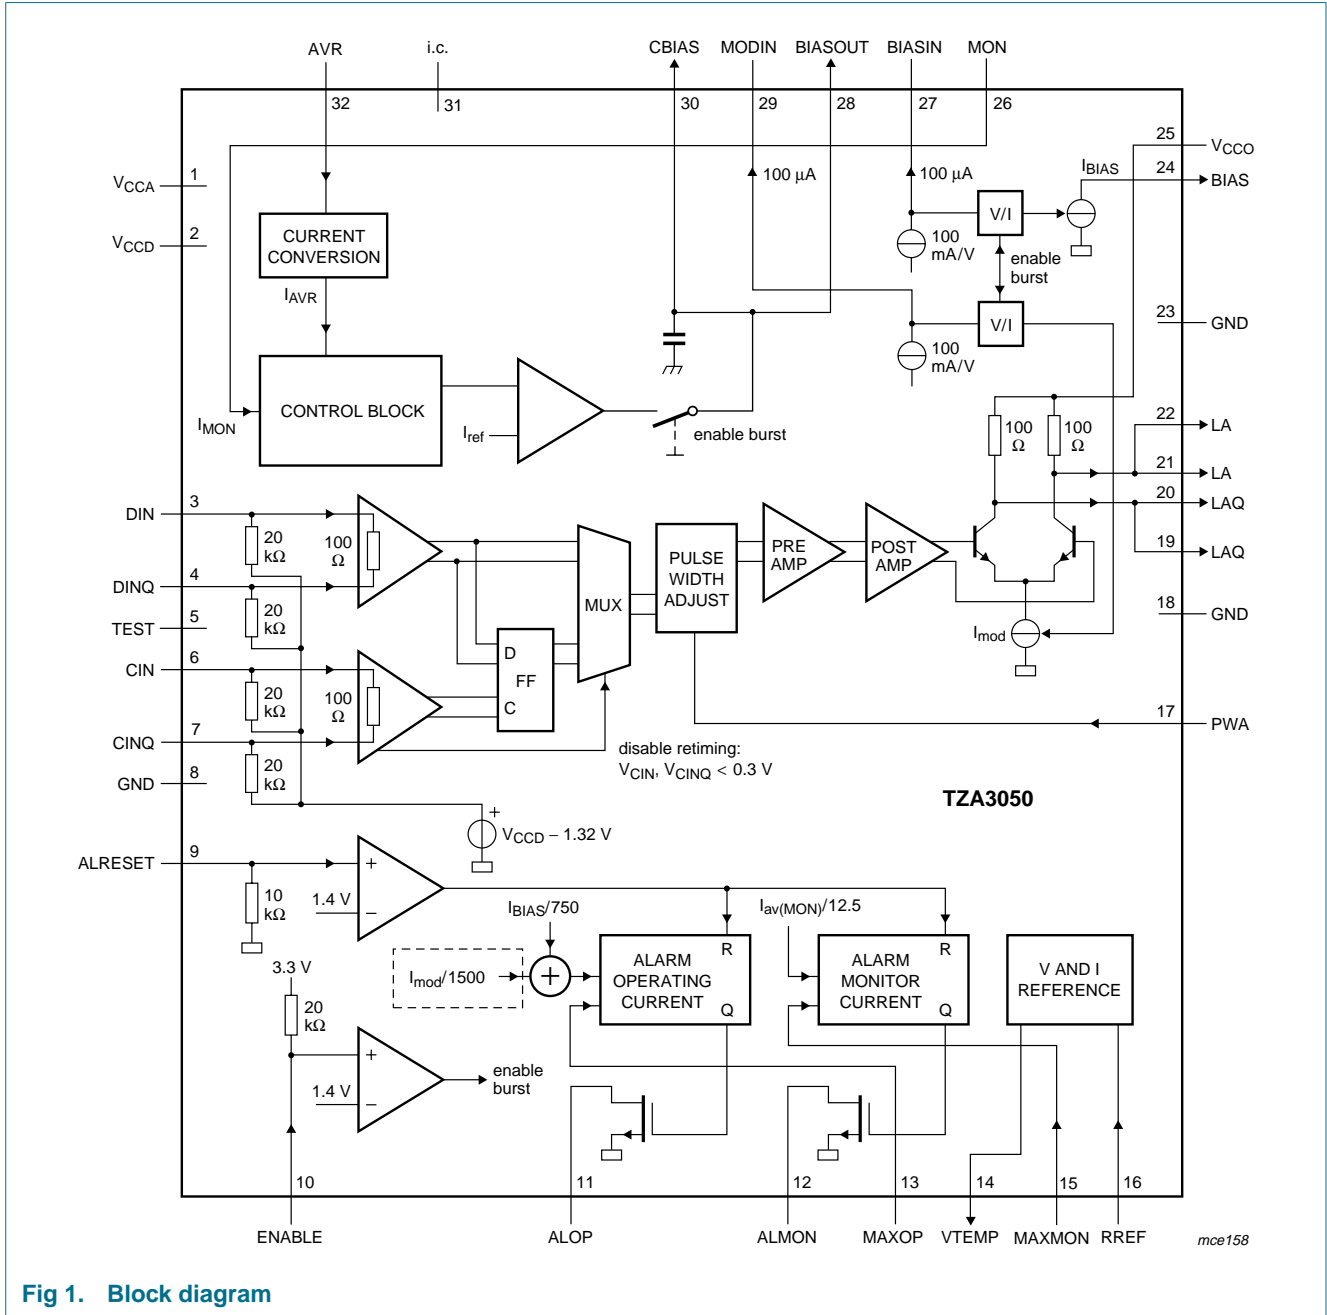 AVR
i.c.
CBIAS
MODIN
BIASOUT
BIASIN
MON
32
31
30
29
28
27
26
25
VCCO
24
BIAS
IBIAS
1
VCCA
2
VCCD
CURRENT
CONVERSION
IAVR
100 μA
100 μA
V/I
100
mA/V
enable
burst
V/I
100
mA/V
23
GND
CONTROL BLOCK
IMON
Iref
enable burst
100
Ω
100
Ω
22
LA
21
LA
20
LAQ
19
LAQ
3
DIN
20
kΩ
100
Ω
4
DINQ
20
kΩ
5
TEST
6
CIN
20
kΩ
100
Ω
7
CINQ
20
kΩ
8
GND
D
FF
C
MUX
PULSE
WIDTH
ADJUST
PRE
AMP
POST
AMP
18
GND
Imod
17
PWA
disable retiming:
VCIN, VCINQ < 0.3 V
TZA3050
+
VCCD − 1.32 V
9
ALRESET
10
kΩ
+
1.4 V
−
IBIAS/750
Iav(MON)/12.5
Imod/1500
+
R
ALARM
OPERATING
CURRENT
Q
R
ALARM
MONITOR
CURRENT
Q
V AND I
REFERENCE
3.3 V
20
kΩ
+
1.4 V
−
enable
burst
10
11
12
13
14
15
16
ENABLE
ALOP
ALMON
MAXOP
VTEMP
MAXMON
RREF
mce158
Fig 1. Block diagram